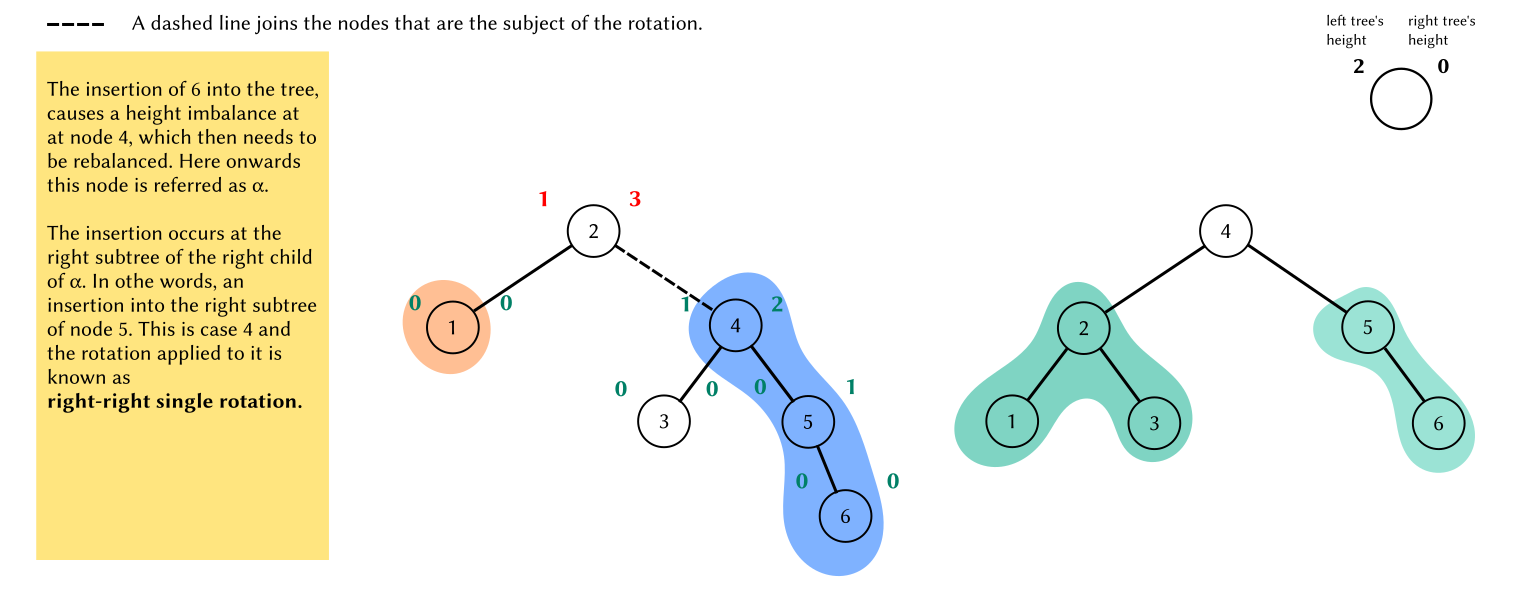 A dashed line joins the nodes that are the subject of the rotation.
left tree's
height
right tree's
height
2 0
The insertion of 6 into the tree,
causes a height imbalance at
at node 4, which then needs to
be rebalanced. Here onwards
this node is referred as α.
The insertion occurs at the
right subtree of the right child
of α. In othe words, an
insertion into the right subtree
of node 5. This is case 4 and
the rotation applied to it is
known as
right-right single rotation.
1 3
2
0 0
1
1 2
4
0 0
3
0 1
5
0 0
6
4
2
5
1
3
6